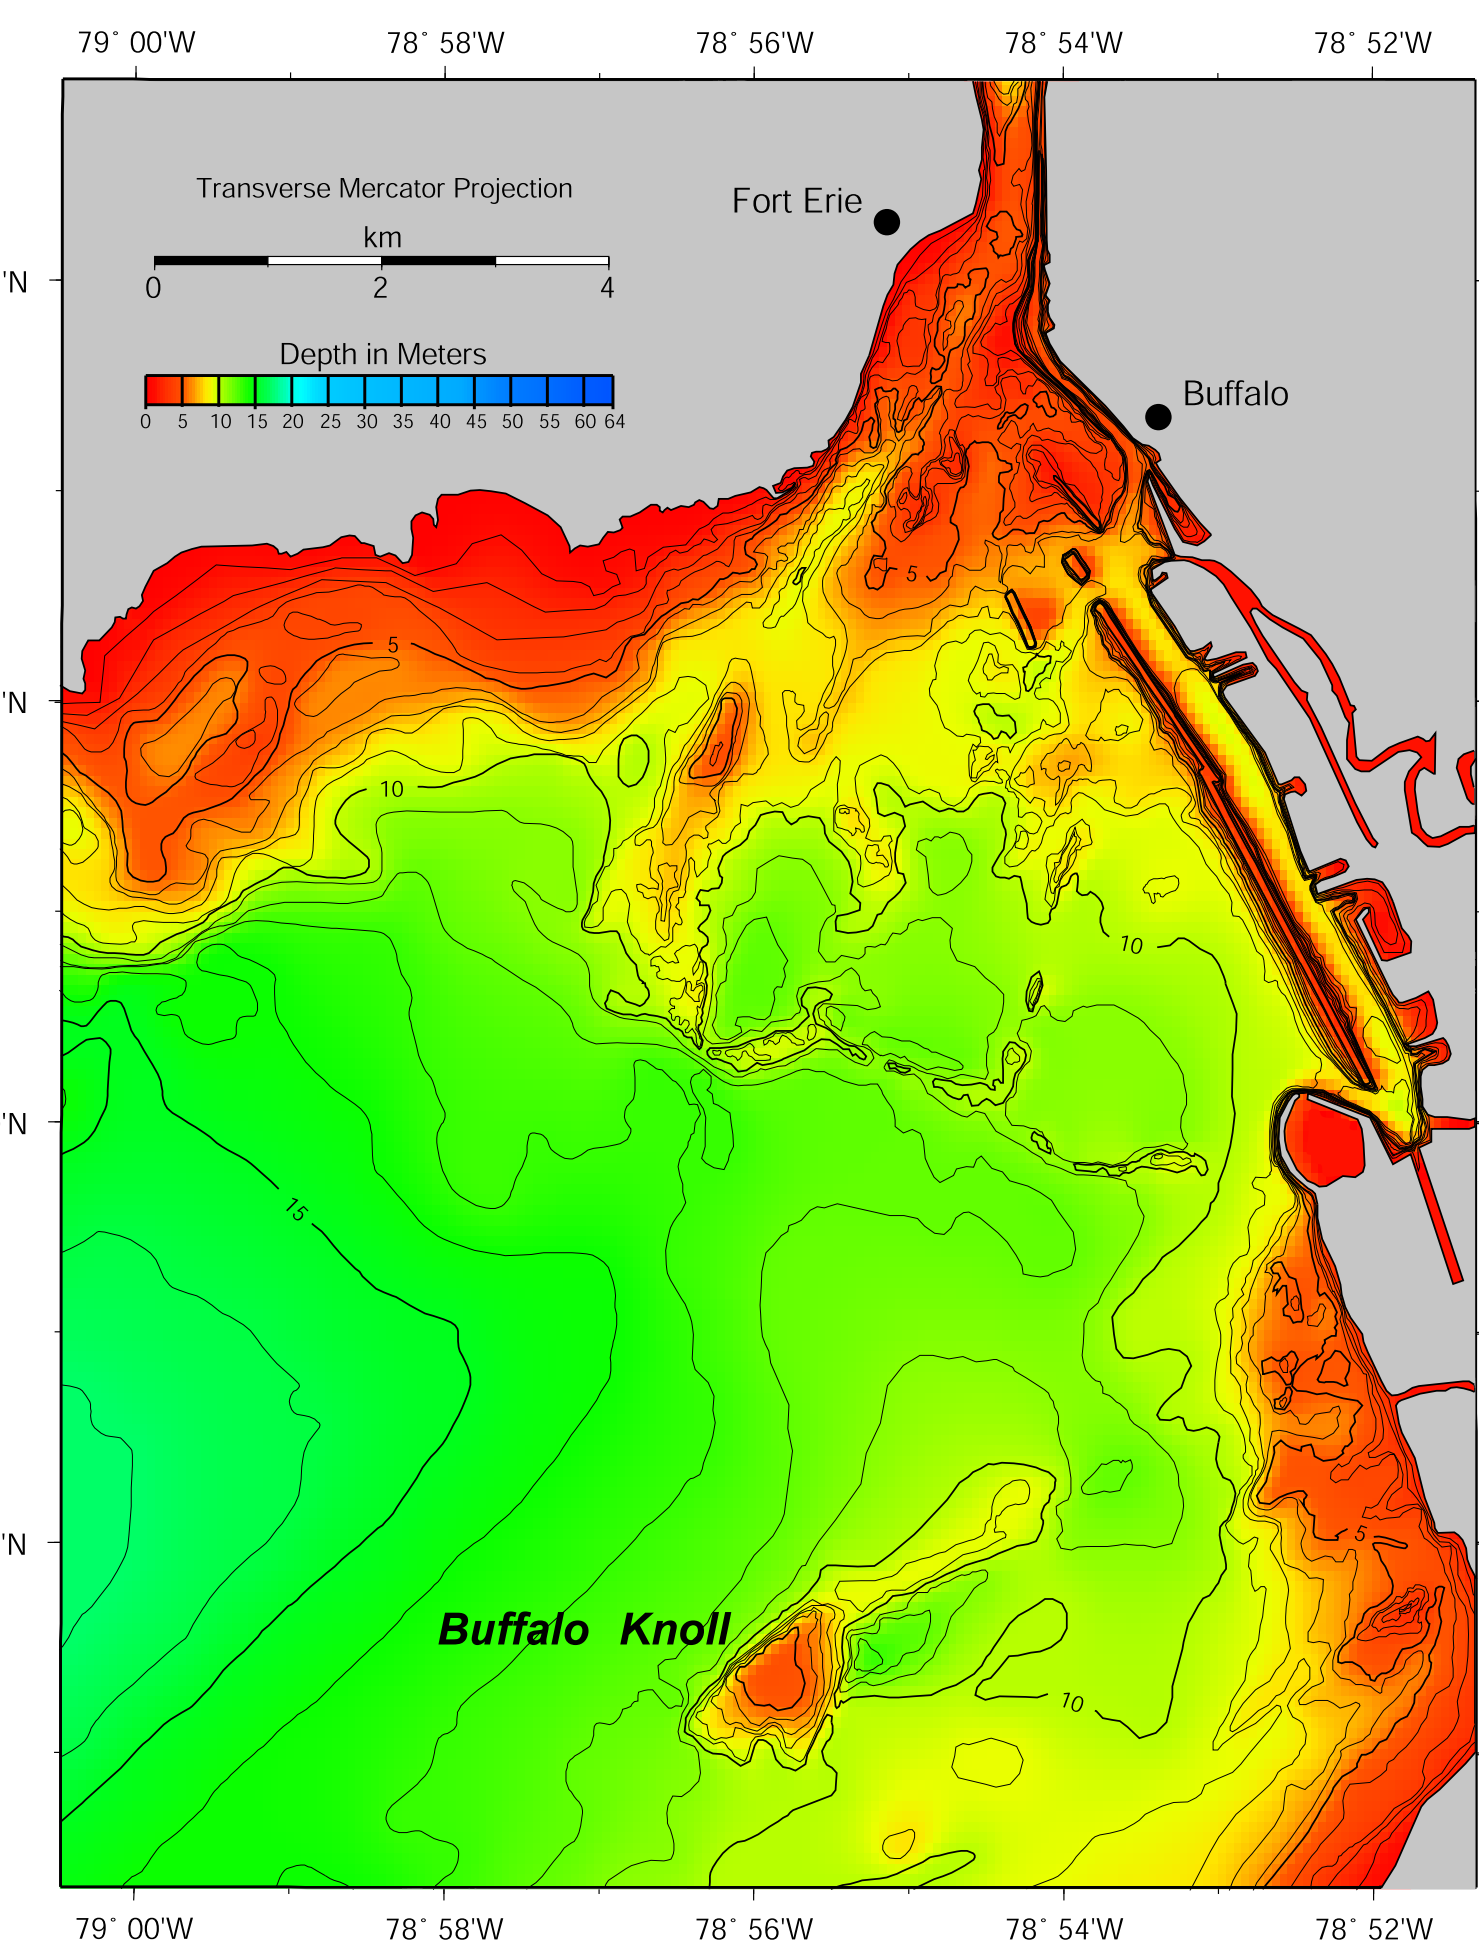 79° 00'W 78° 58'W 78° 56'W 78° 54'W 78° 52'W
Transverse Mercator Projection
Fort Erie
km
'N
0 2 4
Depth in Meters
Buffalo
0 5 10 15 20 25 30 35 40 45 50 55 60 64
5
5
'N
10
10
'N
15
5
'N
Buffalo Knoll
10
79° 00'W 78° 58'W 78° 56'W 78° 54'W 78° 52'W